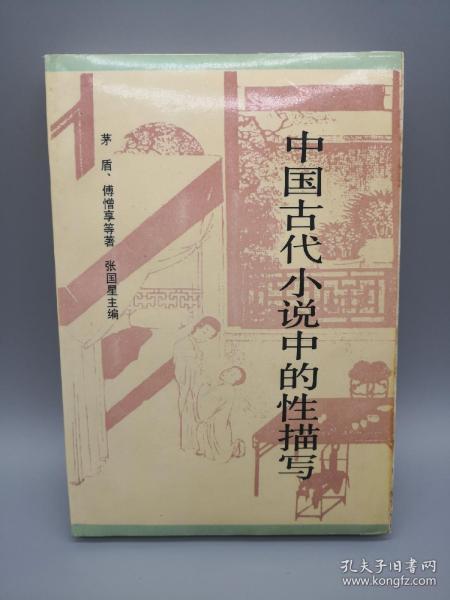 中国古代小说中的性描写
茅盾、傅憎享等著 张国星主编
孔夫子旧书网
www.kongfz.com